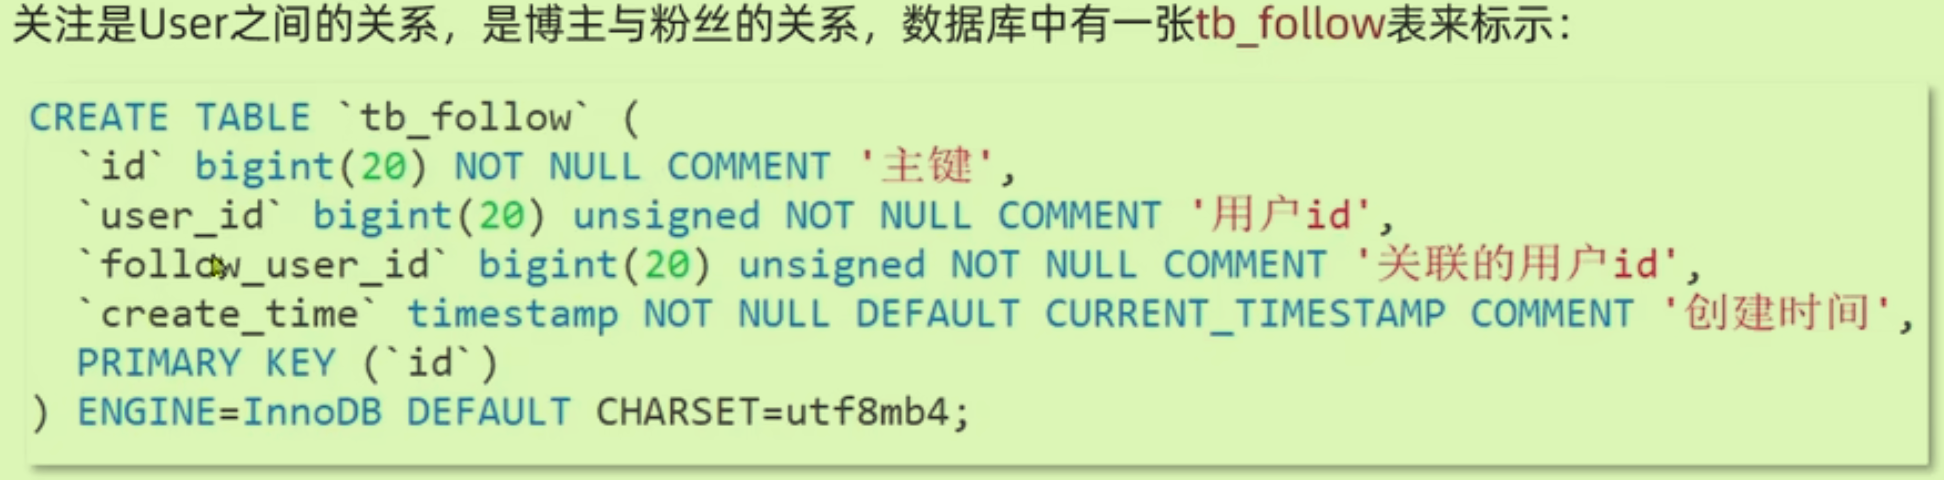 关注是User之间的关系，是博主与粉丝的关系，数据库中有一张tb_follow表来标示：
CREATE TABLE `tb_follow` (
  `id` bigint(20) NOT NULL COMMENT '主键',
  `user_id` bigint(20) unsigned NOT NULL COMMENT '用户id',
  `follow_user_id` bigint(20) unsigned NOT NULL COMMENT '关联的用户id',
  `create_time` timestamp NOT NULL DEFAULT CURRENT_TIMESTAMP COMMENT '创建时间',
  PRIMARY KEY (`id`)
) ENGINE=InnoDB DEFAULT CHARSET=utf8mb4;